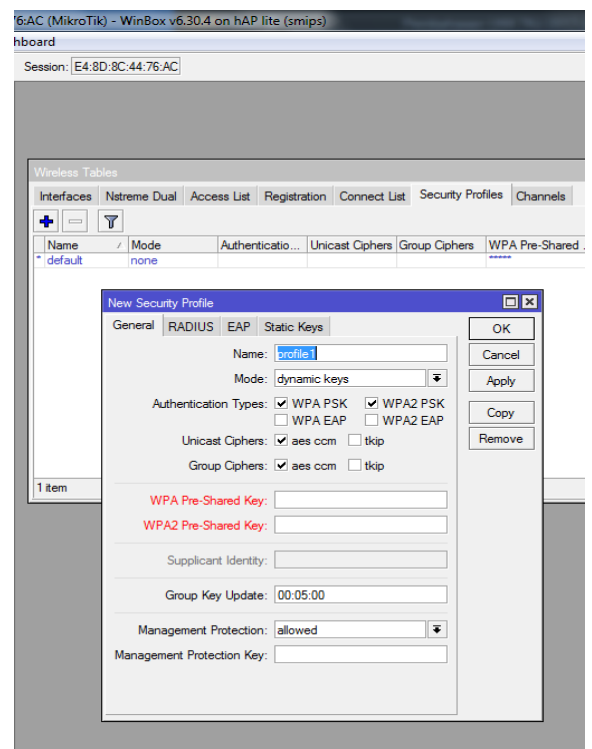 6:AC (MikroTik) - WinBox v6.30.4 on hAP lite (smips)
hboard
Session: E4:8D:8C:44:76:AC
Wireless Tables
Interfaces Nstreme Dual Access List Registration Connect List Security Profiles Channels
Name / Mode Authenticatio... Unicast Ciphers Group Ciphers WPA Pre-Shared .
* default none *****
New Security Profile
General RADIUS EAP Static Keys
OK
Name: profile1
Cancel
Mode: dynamic keys
Apply
Authentication Types: WPA PSK WPA2 PSK
WPA EAP WPA2 EAP
Copy
Unicast Ciphers: aes ccm tkip
Remove
Group Ciphers: aes ccm tkip
1 item
WPA Pre-Shared Key:
WPA2 Pre-Shared Key:
Supplicant Identity:
Group Key Update: 00:05:00
Management Protection: allowed
Management Protection Key: